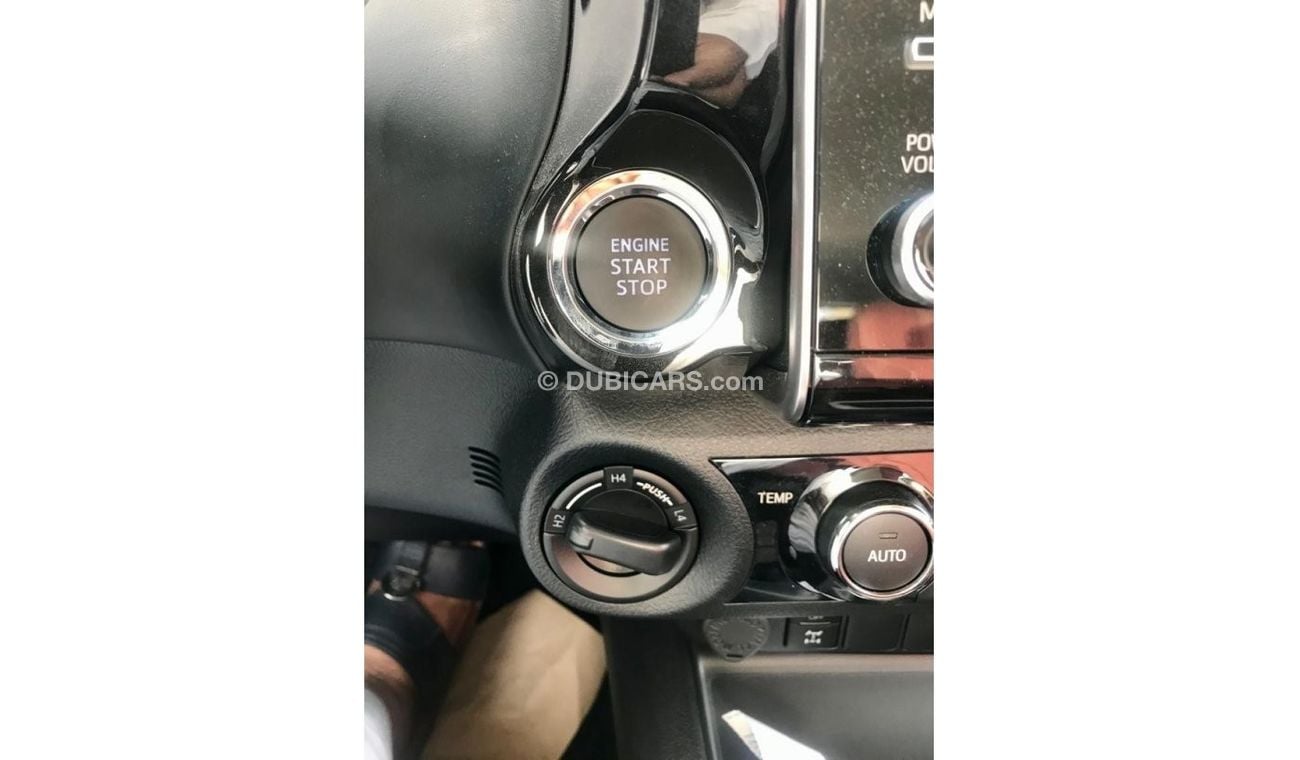 ENGINE
START
STOP
© DUBICARS.com
H4
PUSH
L4
H2
TEMP
AUTO